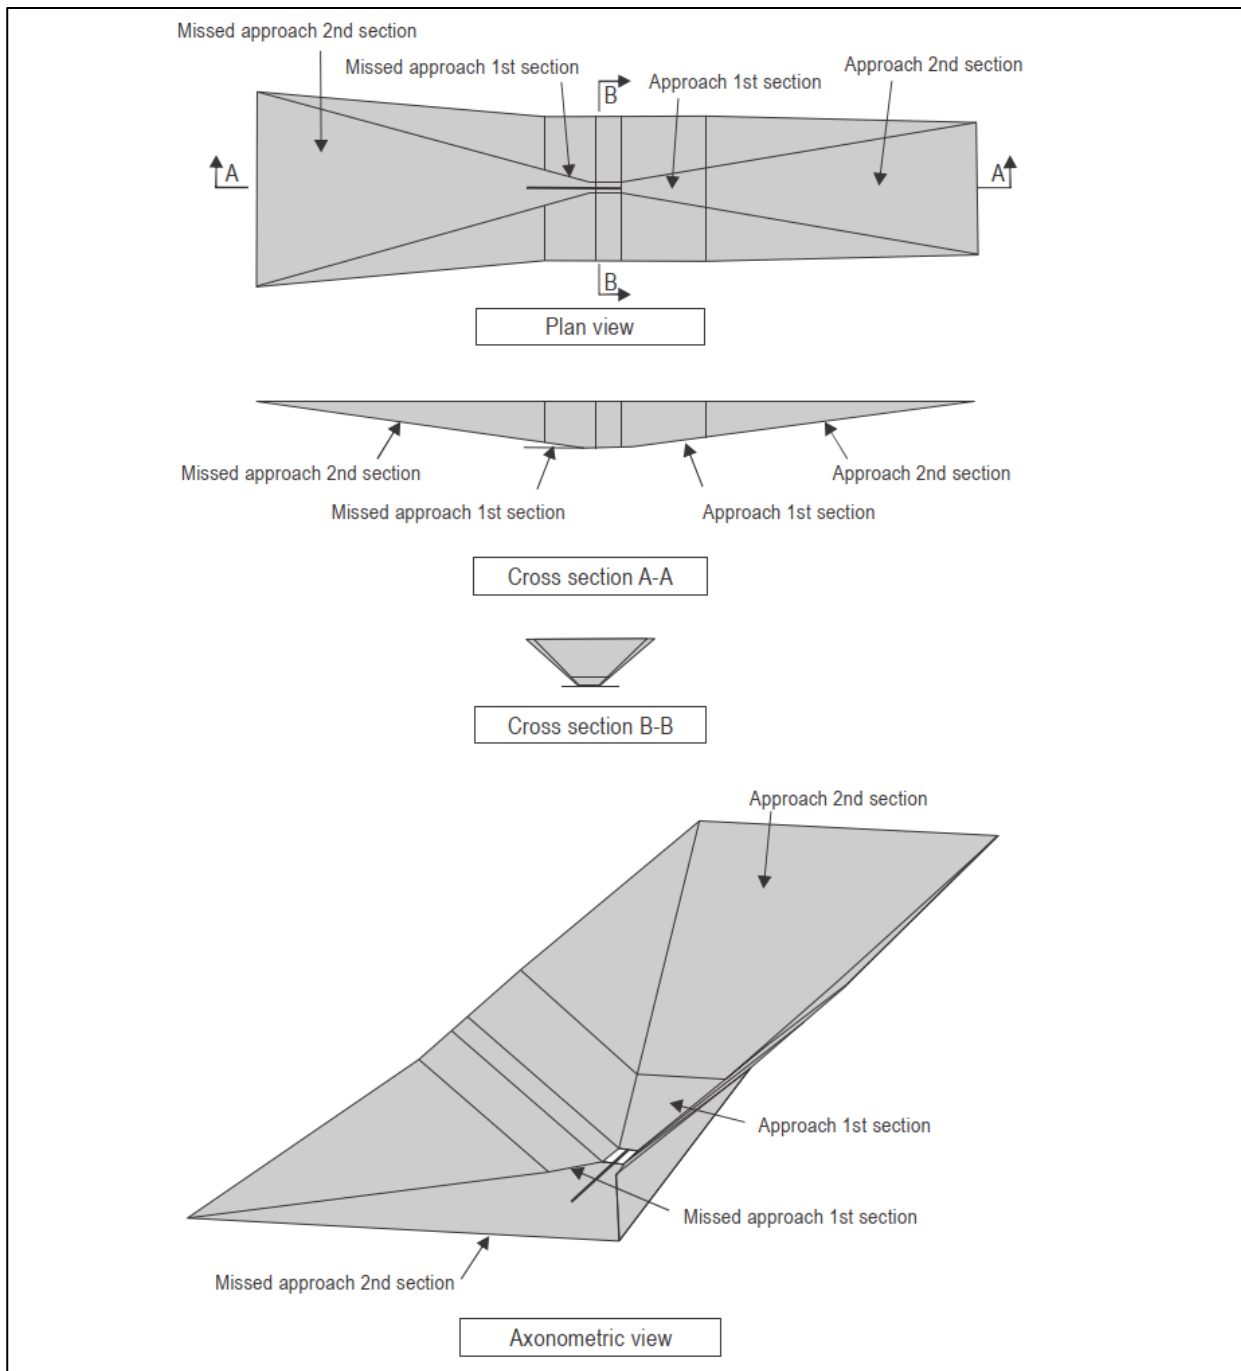 Missed approach 2nd section
Missed approach 1st section
B
Approach 1st section
Approach 2nd section
A
A
B
Plan view
Missed approach 2nd section
Approach 2nd section
Missed approach 1st section
Approach 1st section
Cross section A-A
Cross section B-B
Approach 2nd section
Approach 1st section
Missed approach 1st section
Missed approach 2nd section
Axonometric view